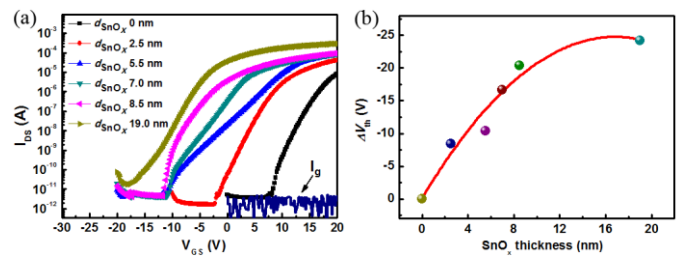 (a)
I_DS (A)
10^-3
10^-4
10^-5
10^-6
10^-7
10^-8
10^-9
10^-10
10^-11
10^-12
d_SnOx 0 nm
d_SnOx 2.5 nm
d_SnOx 5.5 nm
d_SnOx 7.0 nm
d_SnOx 8.5 nm
d_SnOx 19.0 nm
I_g
-30 -25 -20 -15 -10 -5 0 5 10 15 20
V_GS (V)
(b)
ΔV_th (V)
-25
-20
-15
-10
-5
0
0 4 8 12 16 20
SnO_x thickness (nm)